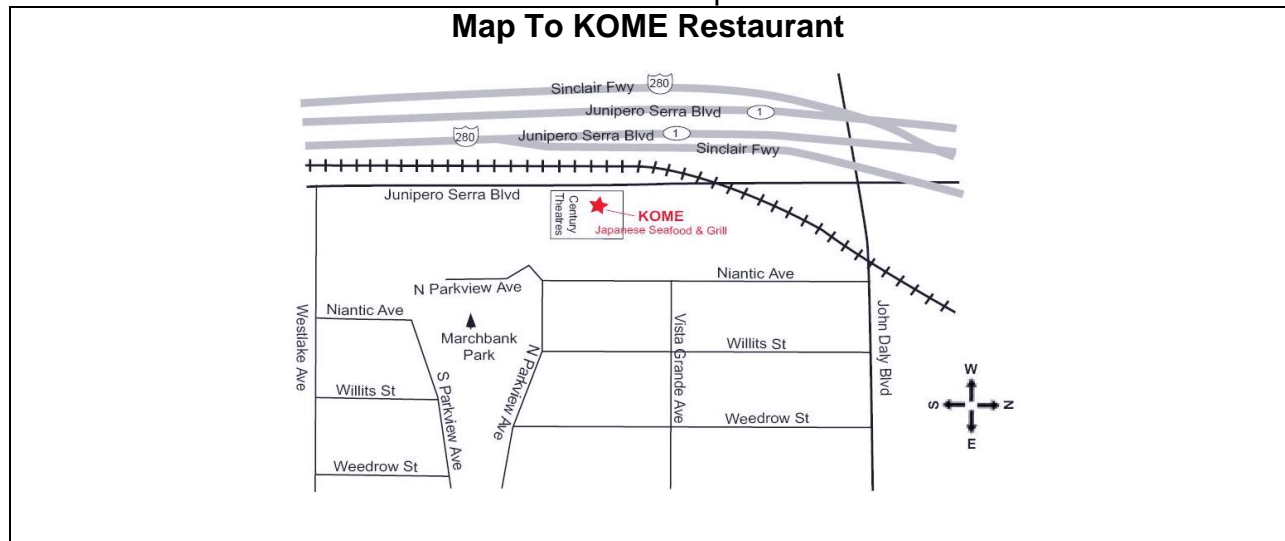 Map To KOME Restaurant
Sinclair Fwy 280
Junipero Serra Blvd 1
280 Junipero Serra Blvd 1
Sinclair Fwy
Junipero Serra Blvd
Century
Theatres
KOME
Japanese Seafood & Grill
N Parkview Ave
Niantic Ave
Niantic Ave
Westlake Ave
Marchbank
Park
S Parkview Ave
N Parkview Ave
Vista Grande Ave
Willits St
John Daly Blvd
Willits St
Weedrow St
Weedrow St
W
S N
E